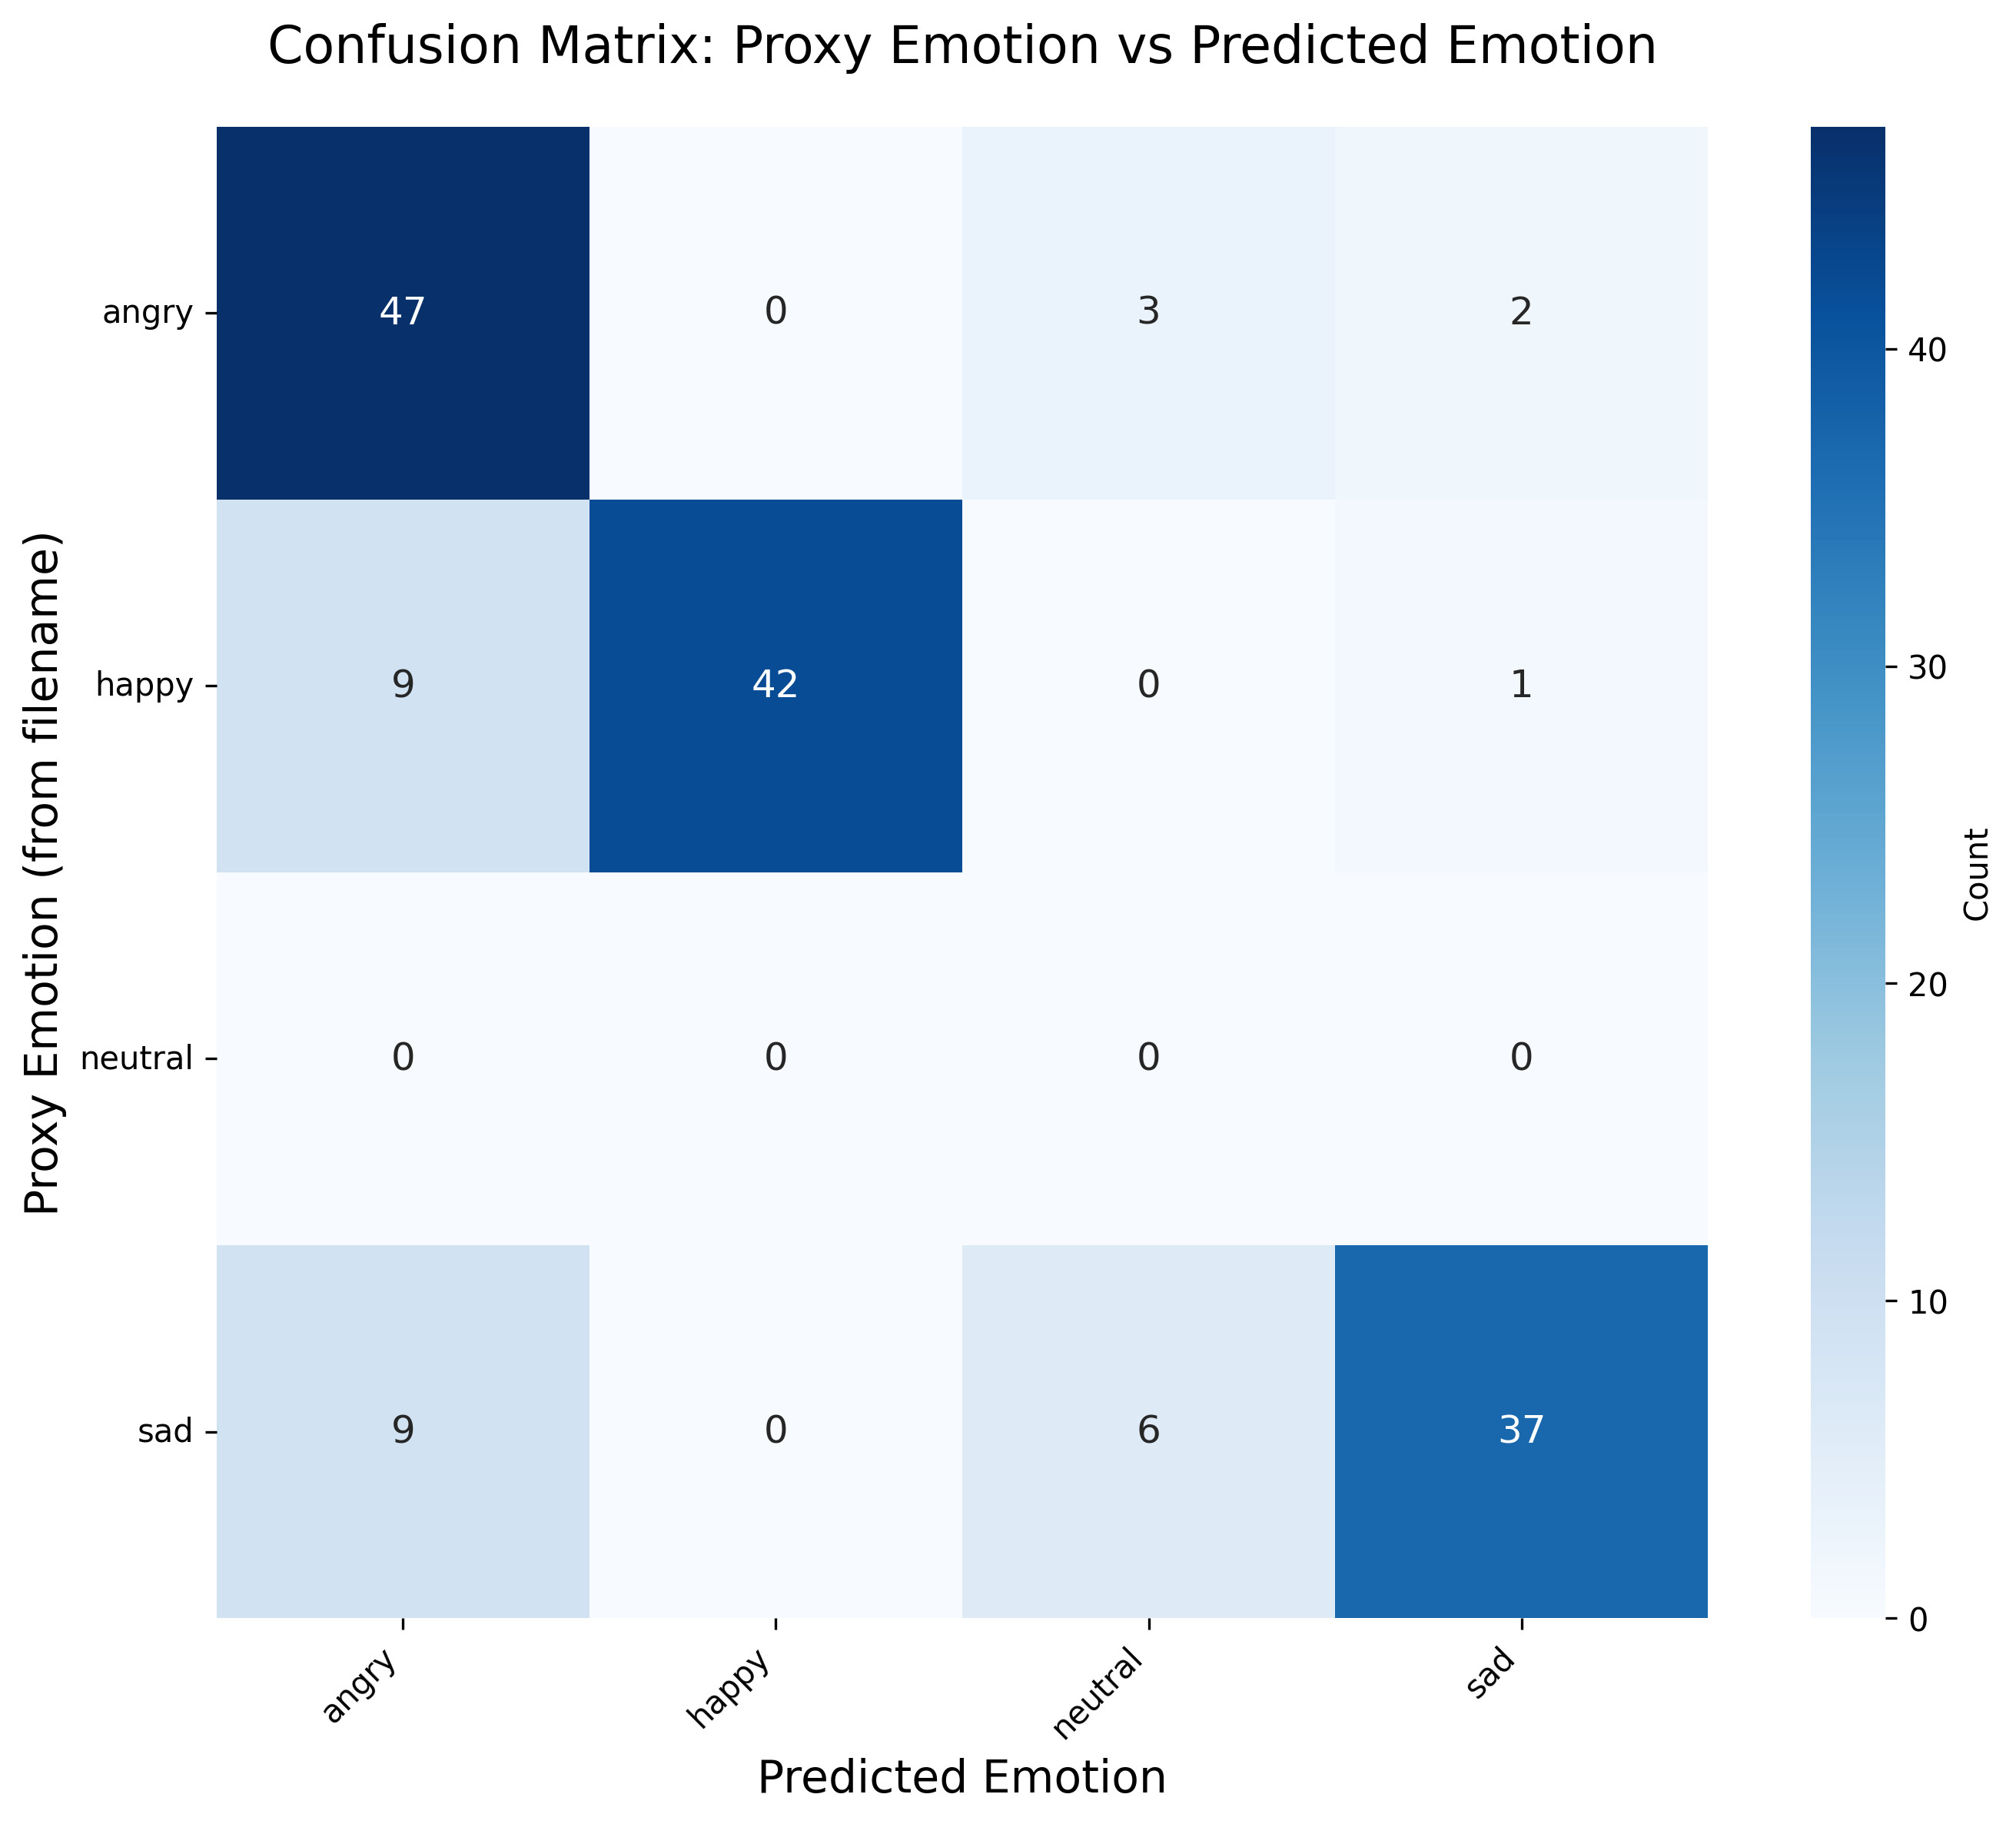 Confusion Matrix: Proxy Emotion vs Predicted Emotion
Proxy Emotion (from filename)
angry 47 0 3 2
happy 9 42 0 1
neutral 0 0 0 0
sad 9 0 6 37
angry happy neutral sad
Predicted Emotion
40
30
20
10
0
Count